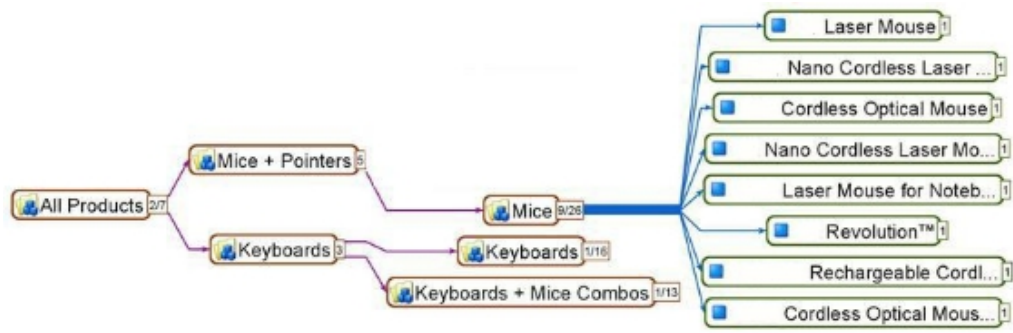 Laser Mouse 1
Nano Cordless Laser ... 1
Cordless Optical Mouse 1
Mice + Pointers 5
Nano Cordless Laser Mo... 1
Laser Mouse for Noteb... 1
All Products 2/7
Mice 9/26
Revolution™ 1
Keyboards 3
Keyboards 1/16
Rechargeable Cordl... 1
Keyboards + Mice Combos 1/13
Cordless Optical Mous... 1